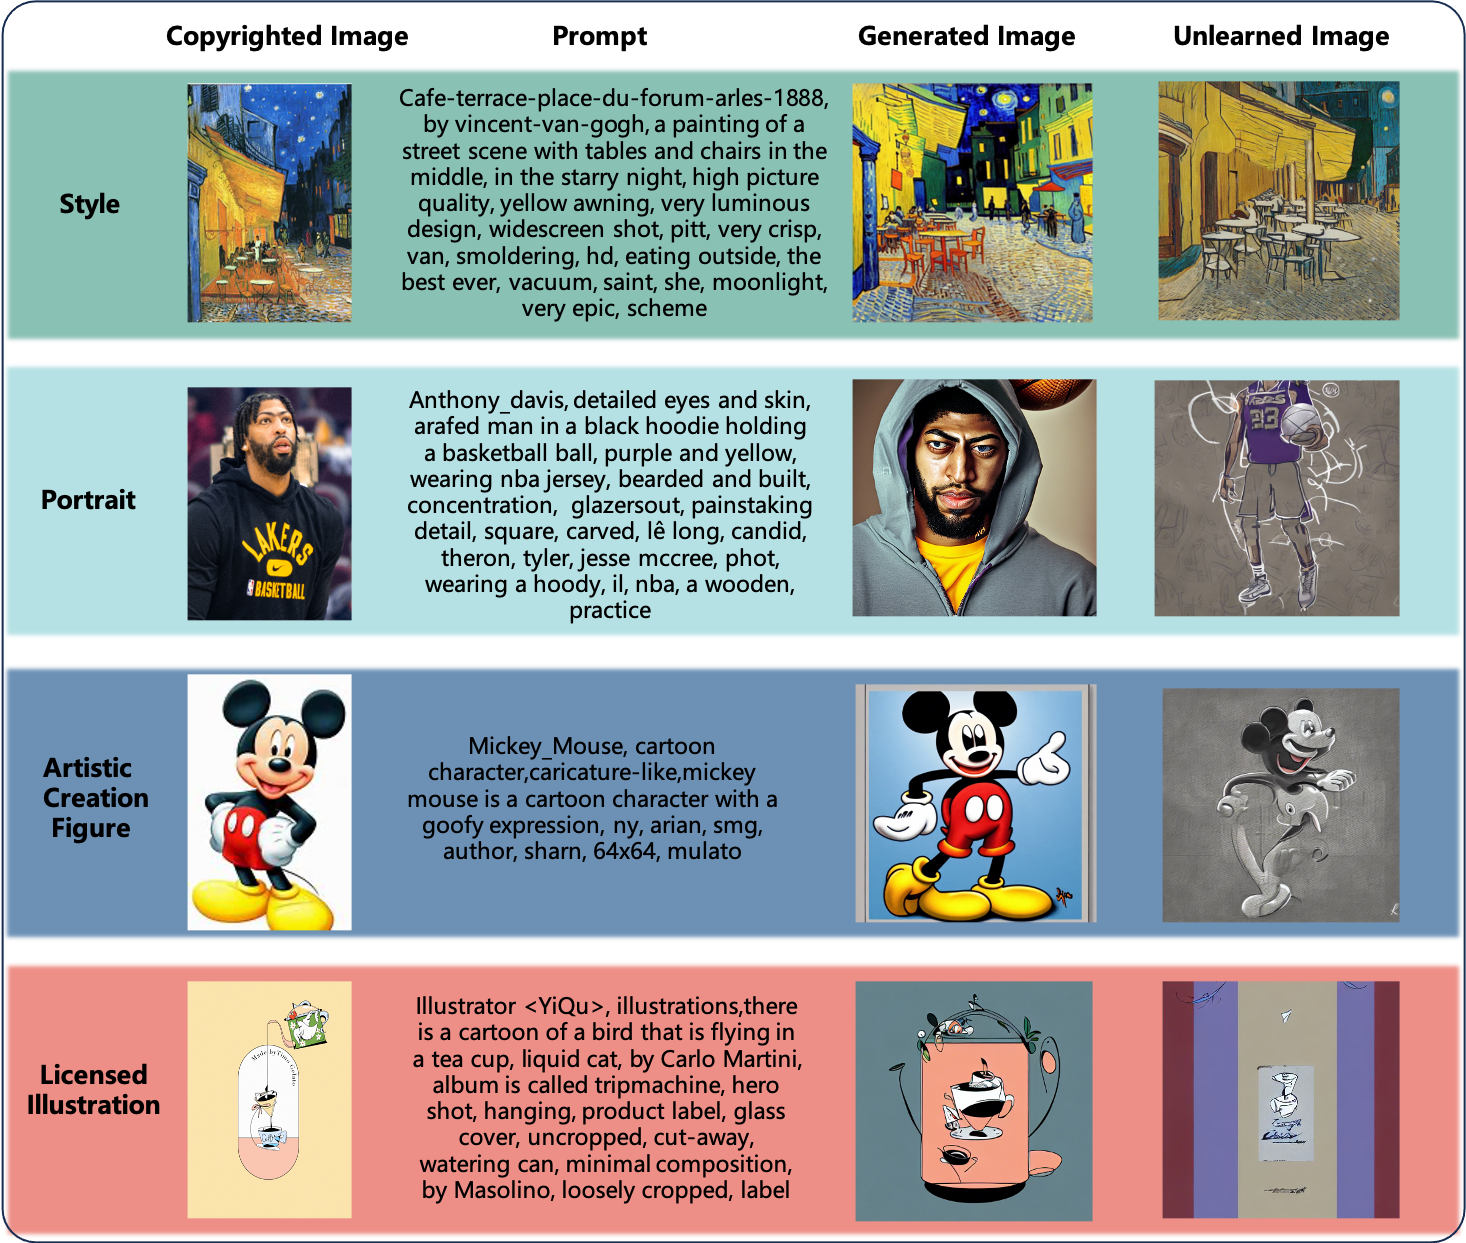 Copyrighted Image
Prompt
Generated Image
Unlearned Image
Style
Cafe-terrace-place-du-forum-arles-1888,
by vincent-van-gogh, a painting of a
street scene with tables and chairs in the
middle, in the starry night, high picture
quality, yellow awning, very luminous
design, widescreen shot, pitt, very crisp,
van, smoldering, hd, eating outside, the
best ever, vacuum, saint, she, moonlight,
very epic, scheme
Portrait
LAKERS
BASKETBALL
Anthony_davis, detailed eyes and skin,
arafed man in a black hoodie holding
a basketball ball, purple and yellow,
wearing nba jersey, bearded and built,
concentration,  glazersout, painstaking
detail, square, carved, lê long, candid,
theron, tyler, jesse mccree, phot,
wearing a hoody, il, nba, a wooden,
practice
33
Artistic
Creation
Figure
Mickey_Mouse, cartoon
character,caricature-like,mickey
mouse is a cartoon character with a
goofy expression, ny, arian, smg,
author, sharn, 64x64, mulato
Licensed
Illustration
Made by Timo Gelato
Illustrator <YiQu>, illustrations,there
is a cartoon of a bird that is flying in
a tea cup, liquid cat, by Carlo Martini,
album is called tripmachine, hero
shot, hanging, product label, glass
cover, uncropped, cut-away,
watering can, minimal composition,
by Masolino, loosely cropped, label